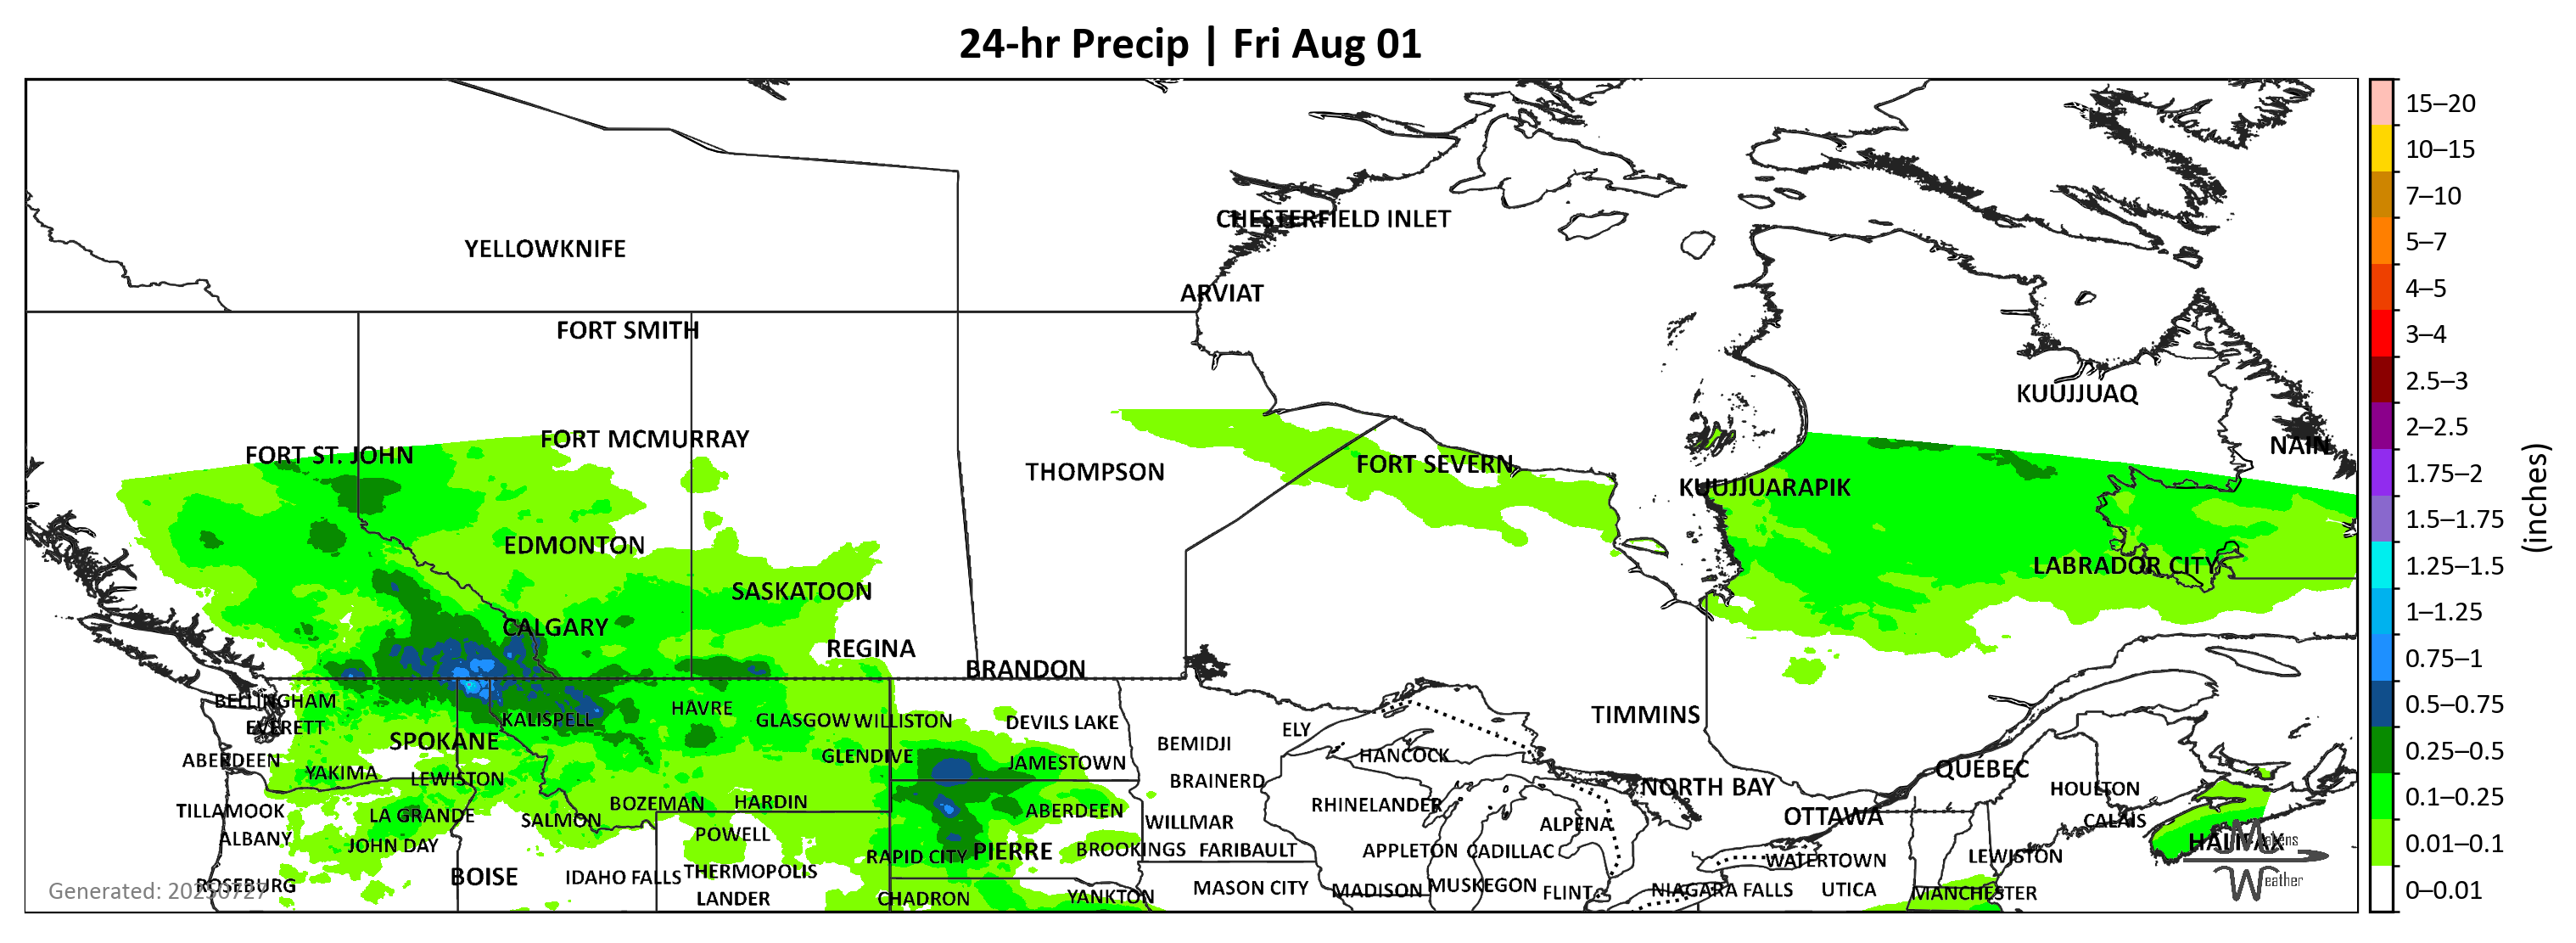 24-hr Precip | Fri Aug 01
CHESTERFIELD INLET
YELLOWKNIFE
ARVIAT
FORT SMITH
KUUJJUAQ
FORT MCMURRAY
NAIN
FORT ST. JOHN
FORT SEVERN
THOMPSON
KUUJJUARAPIK
EDMONTON
LABRADOR CITY
SASKATOON
CALGARY
REGINA
BRANDON
BELLINGHAM
HAVRE
TIMMINS
KALISPELL
GLASGOW WILLISTON
DEVILS LAKE
EVERETT
ELY
SPOKANE
BEMIDJI
GLENDIVE
HANCOCK
ABERDEEN
JAMESTOWN
QUÉBEC
YAKIMA
LEWISTON
BRAINERD
NORTH BAY
HOULTON
BOZEMAN
HARDIN
RHINELANDER
TILLAMOOK
LA GRANDE
ABERDEEN
OTTAWA
SALMON
WILLMAR
ALPENA
CALAIS
ALBANY
POWELL
HALIFAX
JOHN DAY
RAPID CITY
PIERRE
BROOKINGS
FARIBAULT
APPLETON
CADILLAC
WATERTOWN
LEWISTON
BOISE
IDAHO FALLS
THERMOPOLIS
ROSEBURG
MASON CITY
MADISON
MUSKEGON
FLINT
NIAGARA FALLS
UTICA
MANCHESTER
LANDER
CHADRON
YANKTON
Generated: 20250727
Weather
15–20
10–15
7–10
5–7
4–5
3–4
2.5–3
2–2.5
1.75–2
1.5–1.75
1.25–1.5
1–1.25
0.75–1
0.5–0.75
0.25–0.5
0.1–0.25
0.01–0.1
0–0.01
(inches)